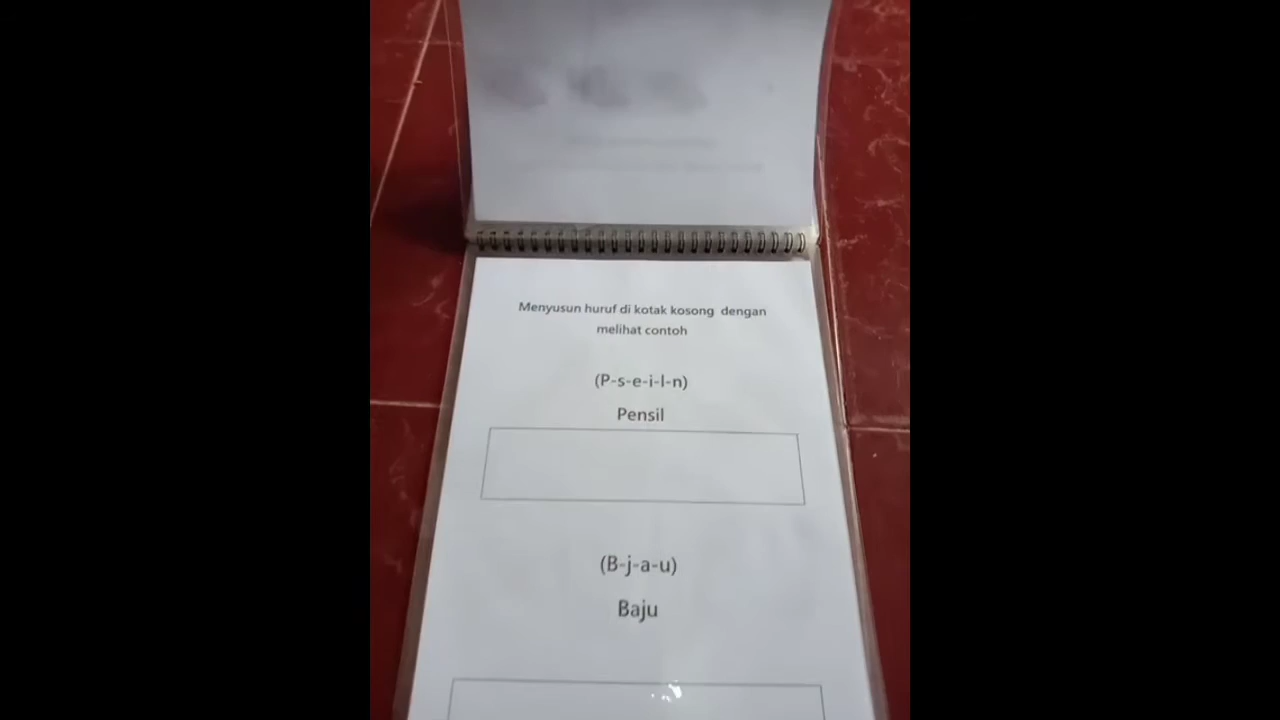 Menyusun huruf di kotak kosong dengan
melihat contoh
(P-s-e-i-l-n)
Pensil
(B-j-a-u)
Baju